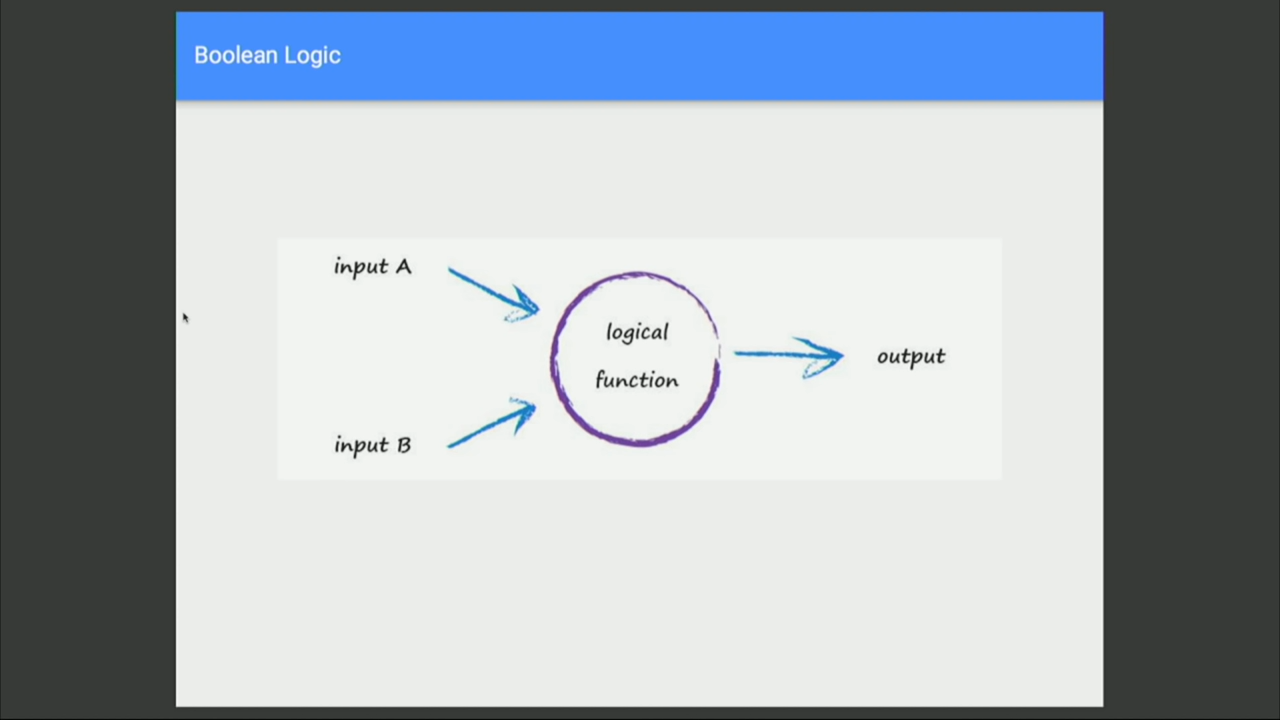 Boolean Logic
input A
logical
function
output
input B